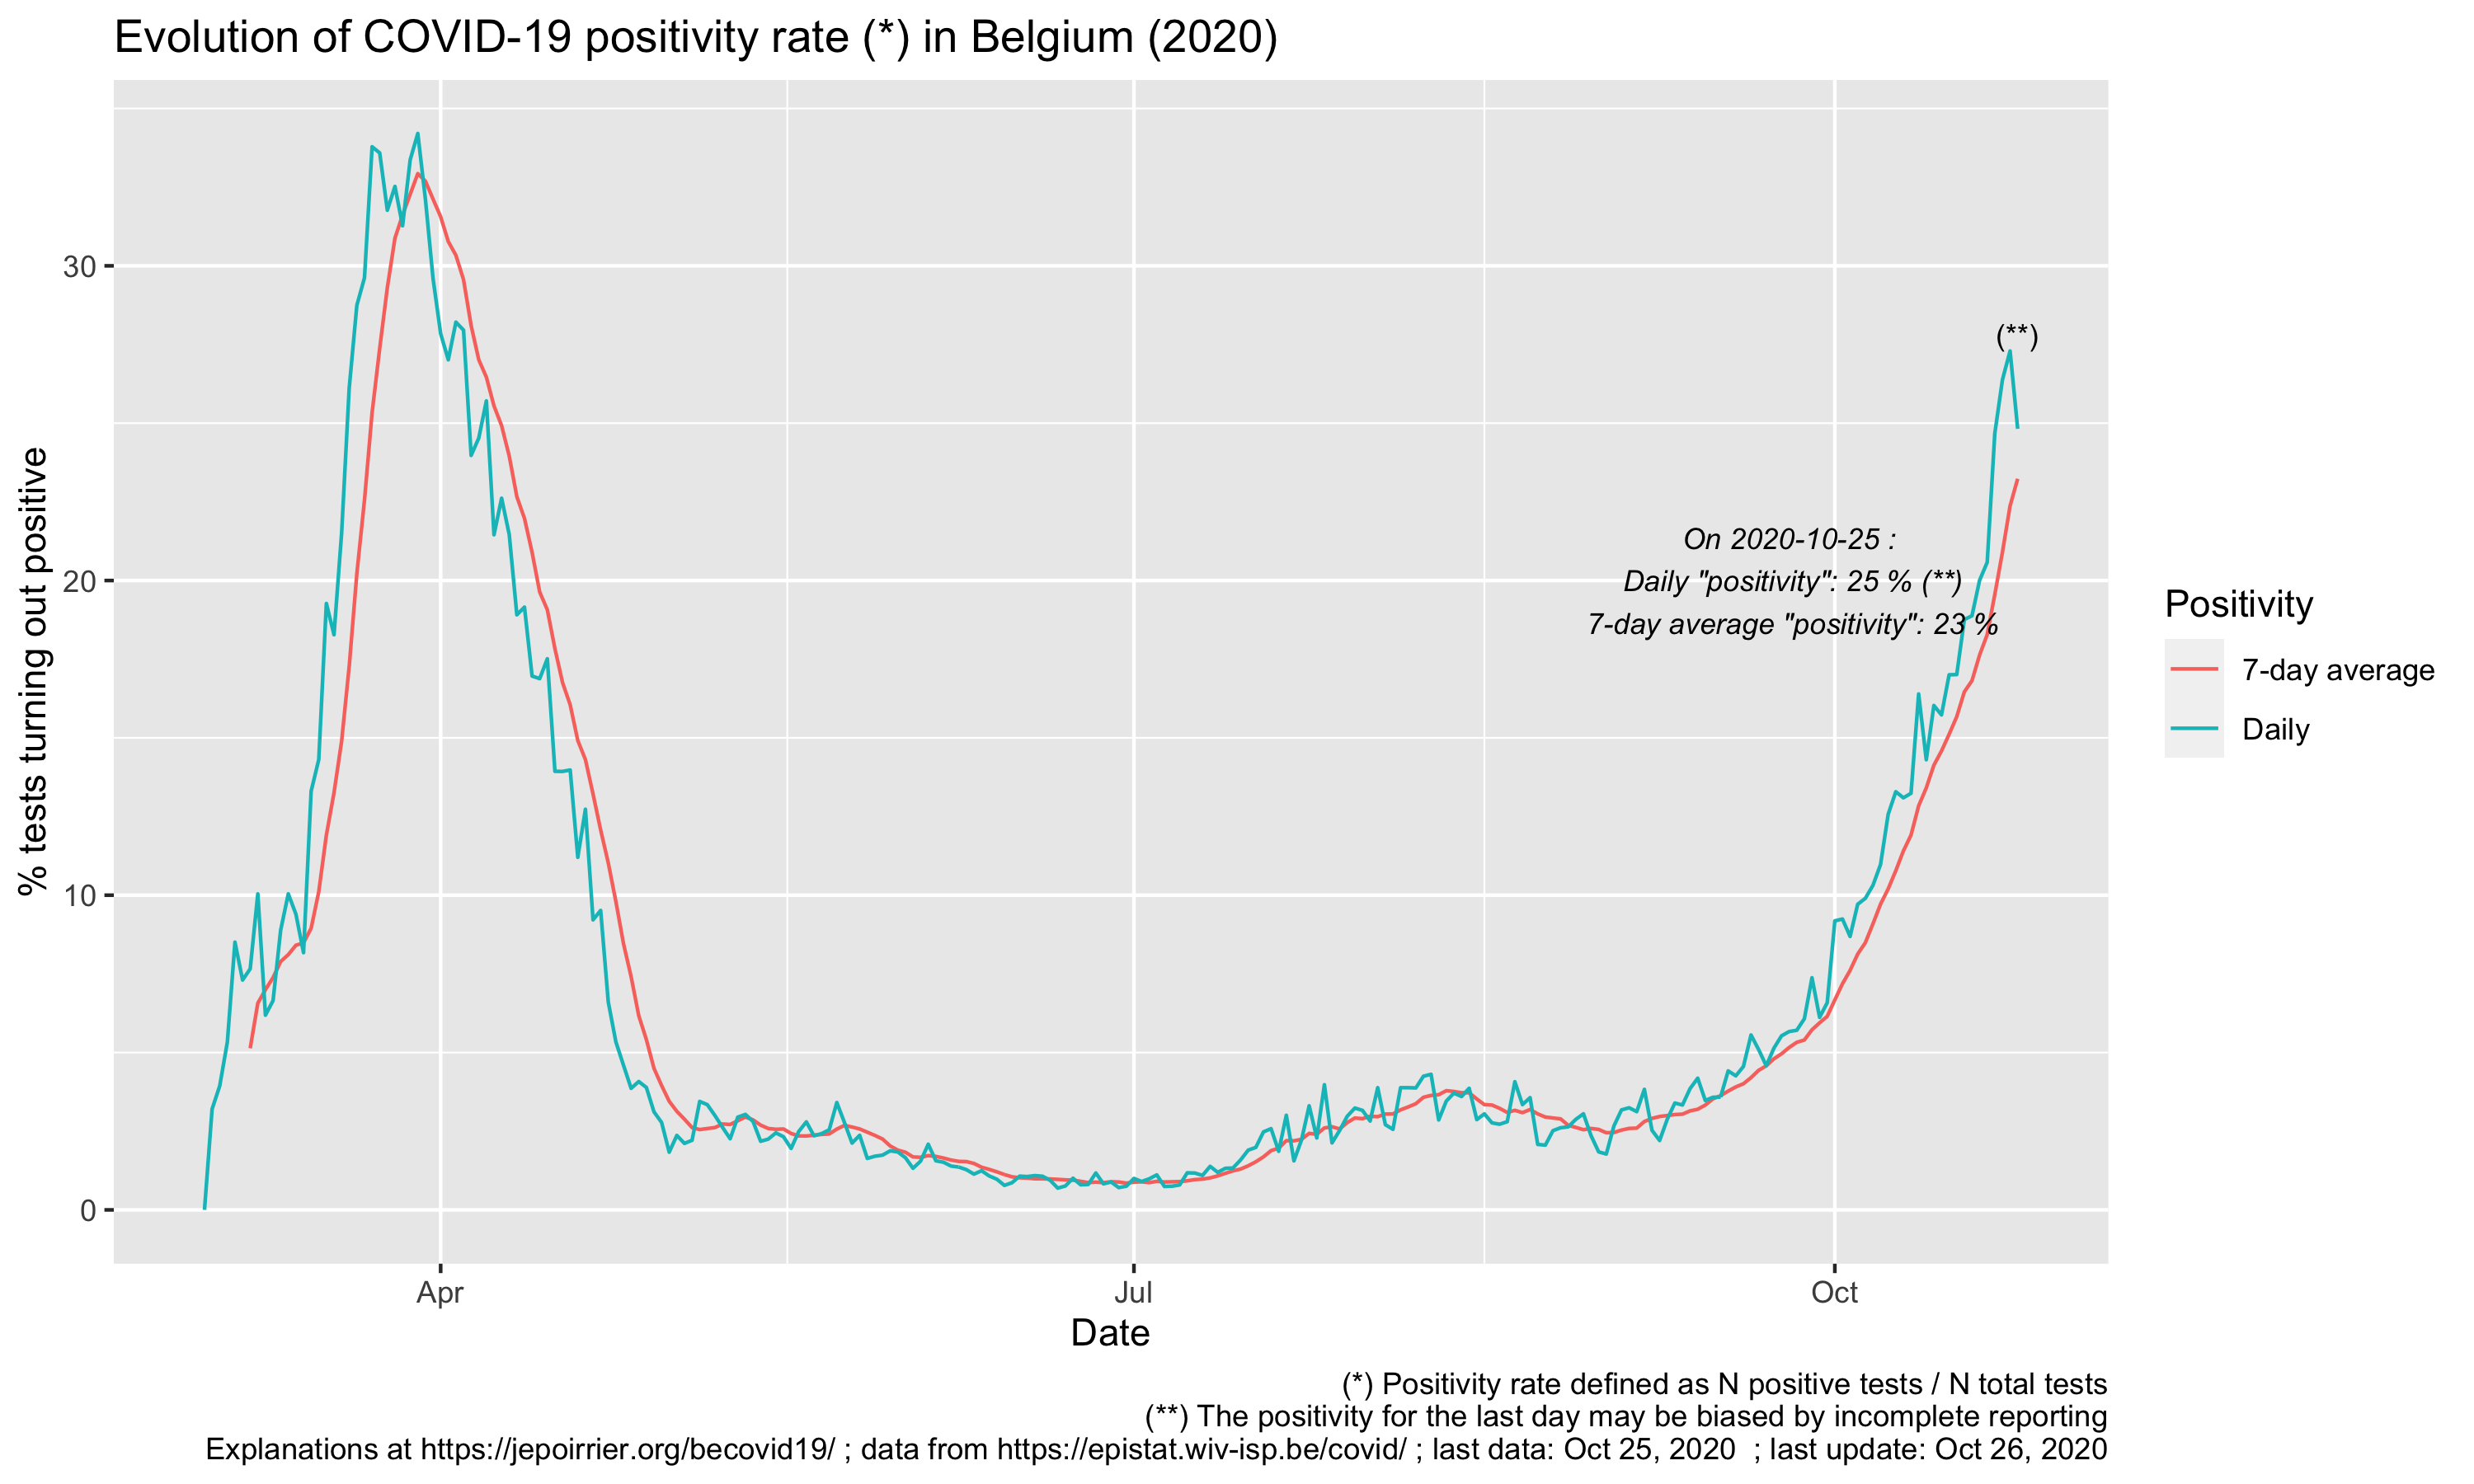 Evolution of COVID-19 positivity rate (*) in Belgium (2020)
% tests turning out positive
30
20
10
0
(**)
On 2020-10-25 :
Daily "positivity": 25 % (**)
7-day average "positivity": 23 %
Positivity
7-day average
Daily
Apr
Jul
Oct
Date
(*) Positivity rate defined as N positive tests / N total tests
(**) The positivity for the last day may be biased by incomplete reporting
Explanations at https://jepoirrier.org/becovid19/ ; data from https://epistat.wiv-isp.be/covid/ ; last data: Oct 25, 2020  ; last update: Oct 26, 2020